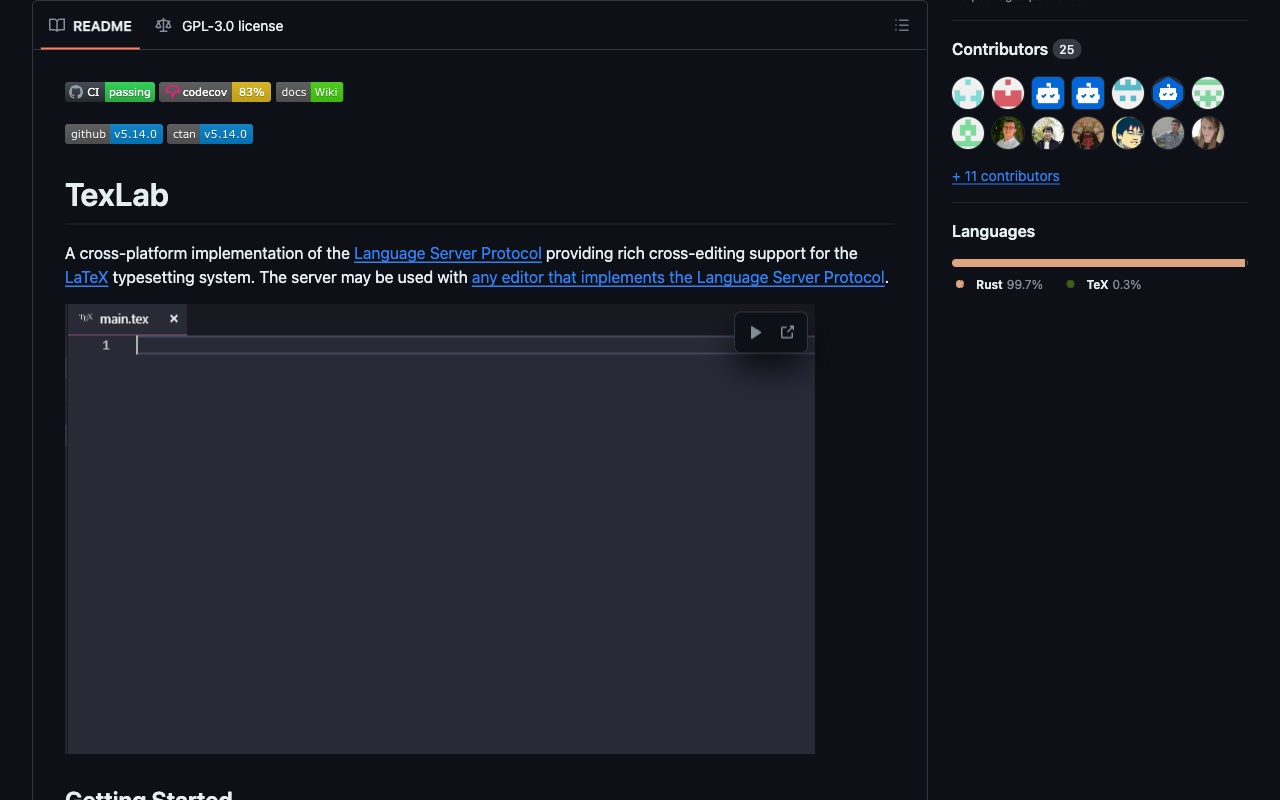 README
GPL-3.0 license
CI passing
codecov 83%
docs Wiki
github v5.14.0
ctan v5.14.0
TexLab
A cross-platform implementation of the Language Server Protocol providing rich cross-editing support for the
LaTeX typesetting system. The server may be used with any editor that implements the Language Server Protocol.
TeX main.tex ×
1
Getting Started
Contributors 25
+ 11 contributors
Languages
Rust 99.7%
TeX 0.3%